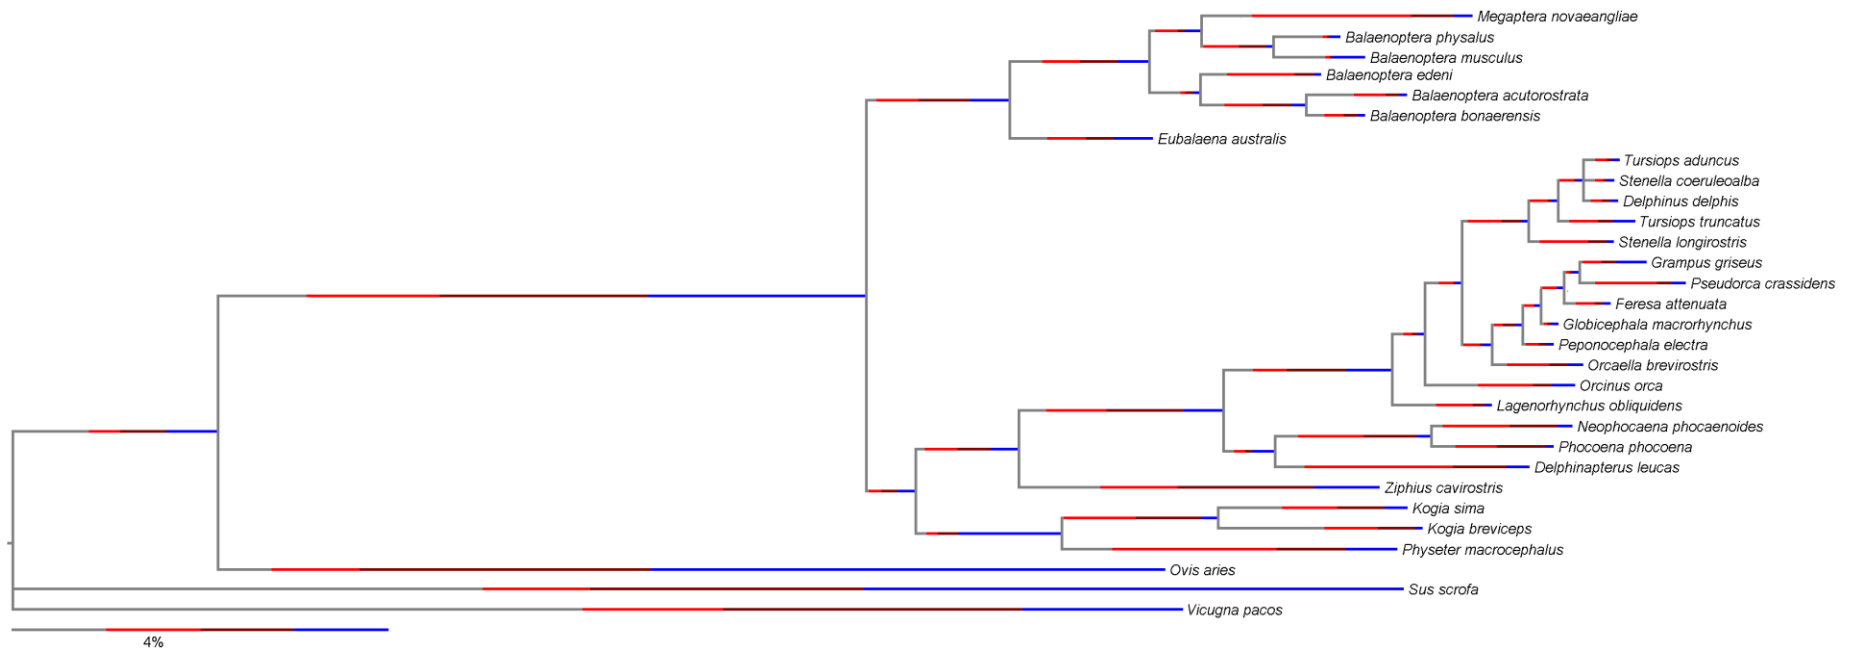 Megaptera novaeangliae
Balaenoptera physalus
Balaenoptera musculus
Balaenoptera edeni
Balaenoptera acutorostrata
Balaenoptera bonaerensis
Eubalaena australis
Tursiops aduncus
Stenella coeruleoalba
Delphinus delphis
Tursiops truncatus
Stenella longirostris
Grampus griseus
Pseudorca crassidens
Feresa attenuata
Globicephala macrorhynchus
Peponocephala electra
Orcaella brevirostris
Orcinus orca
Lagenorhynchus obliquidens
Neophocaena phocaenoides
Phocoena phocoena
Delphinapterus leucas
Ziphius cavirostris
Kogia sima
Kogia breviceps
Physeter macrocephalus
Ovis aries
Sus scrofa
Vicugna pacos
4%